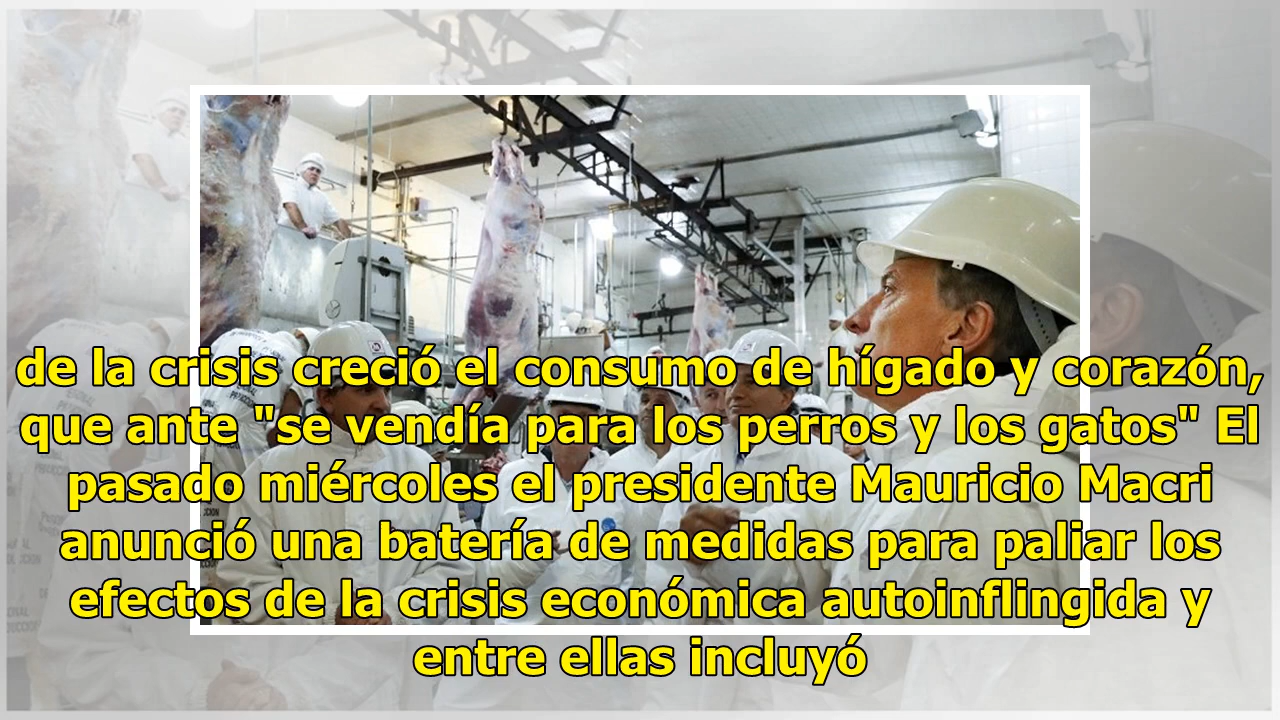 de la crisis creció el consumo de hígado y corazón,
que ante "se vendía para los perros y los gatos" El
pasado miércoles el presidente Mauricio Macri
anunció una batería de medidas para paliar los
efectos de la crisis económica autoinflingida y
entre ellas incluyó